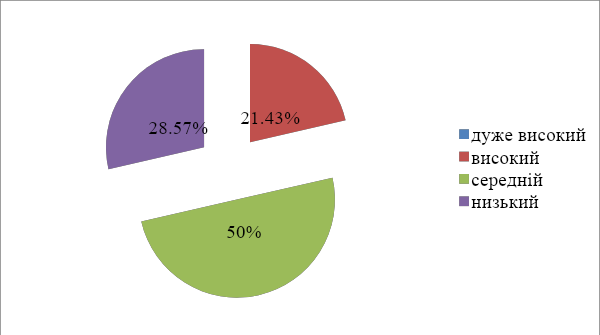 28.57%
21.43%
50%
дуже високий
високий
середній
низький